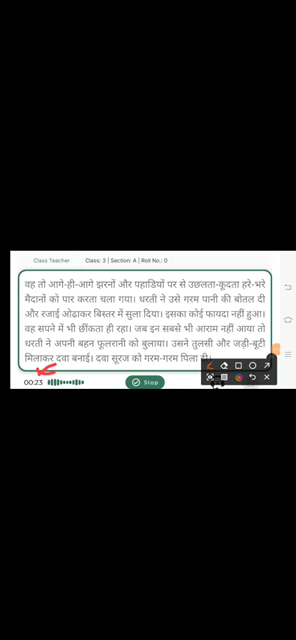 Class Teacher Class: 3 | Section: A | Roll No.: 0
वह तो आगे-ही-आगे झरनों और पहाडियों पर से उछलता-कूदता हरे-भरे
मैदानों को पार करता चला गया। धरती ने उसे गरम पानी की बोतल दी
और रजाई ओढाकर बिस्तर में सुला दिया। इसका कोई फायदा नहीं हुआ।
वह सपने में भी छींकता ही रहा। जब इन सबसे भी आराम नहीं आया तो
धरती ने अपनी बहन फूलरानी को बुलाया। उसने तुलसी और जड़ी-बूटी
मिलाकर दवा बनाई। दवा सूरज को गरम-गरम पिला दी।
00:23 Stop